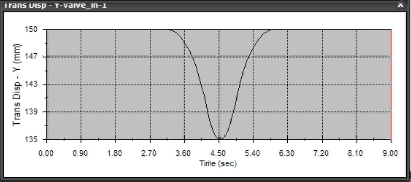 Trans Disp - Y-valve_in-1
Trans Disp - Y (mm)
150
147
143
139
135
0.00 0.90 1.80 2.70 3.60 4.50 5.40 6.30 7.20 8.10 9.00
Time (sec)